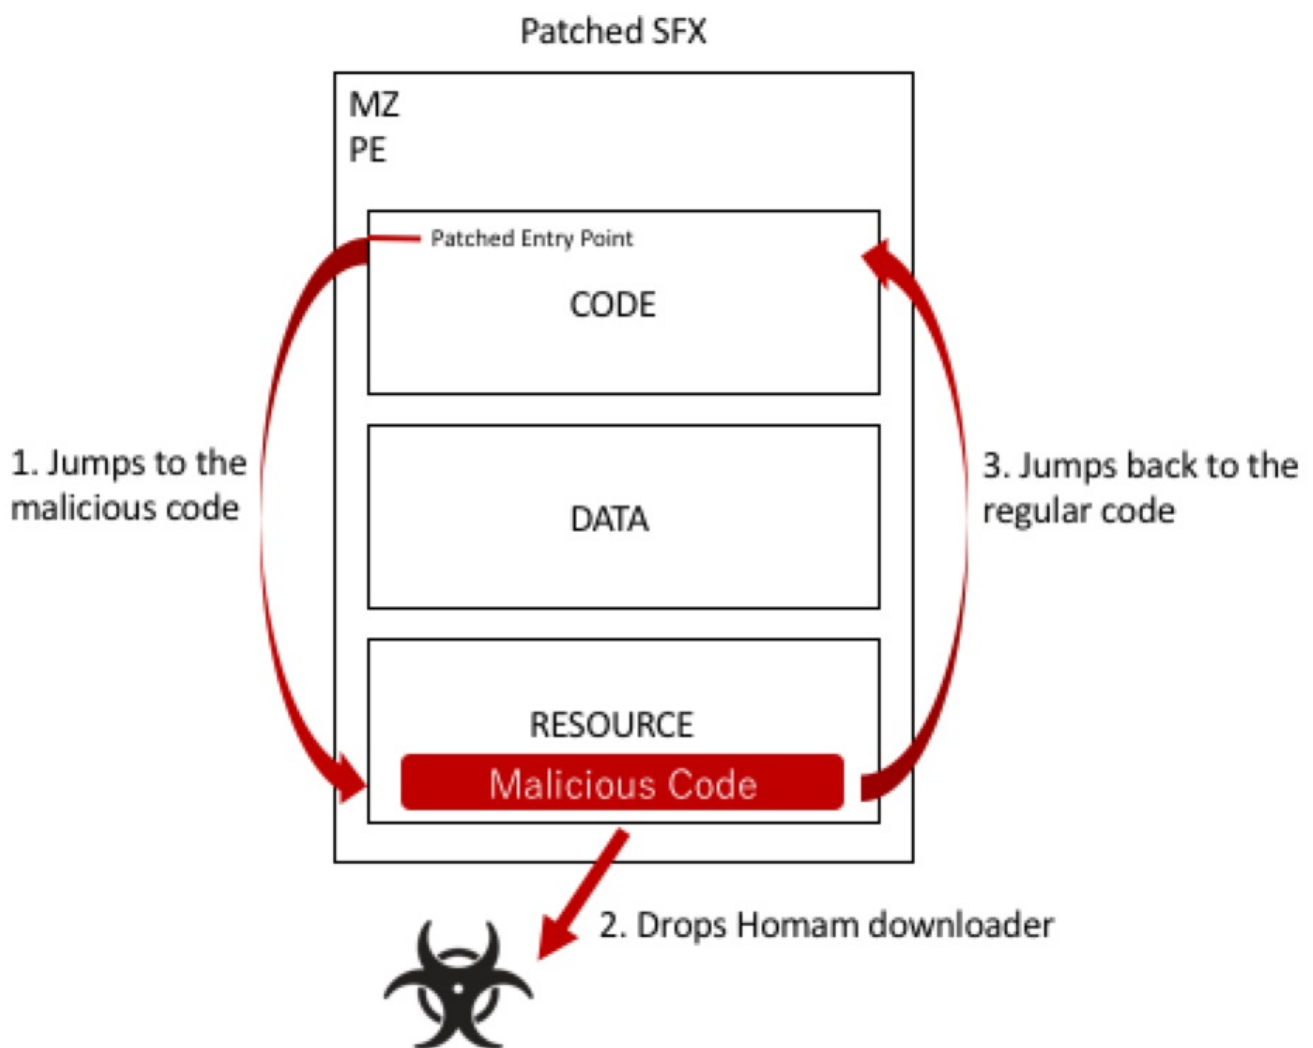 Patched SFX
MZ
PE
Patched Entry Point
CODE
1. Jumps to the
malicious code
3. Jumps back to the
regular code
DATA
RESOURCE
Malicious Code
2. Drops Homam downloader